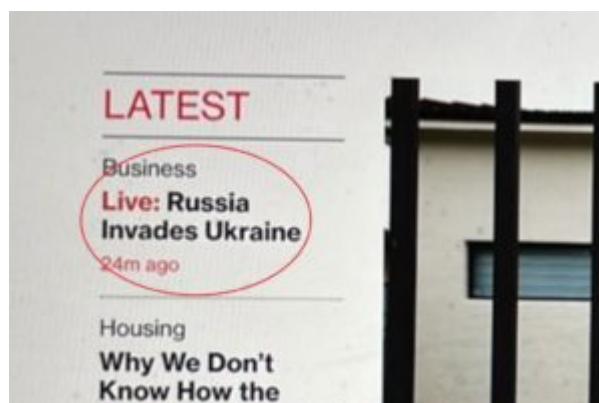 LATEST
Business
Live: Russia
Invades Ukraine
24m ago
Housing
Why We Don't
Know How the